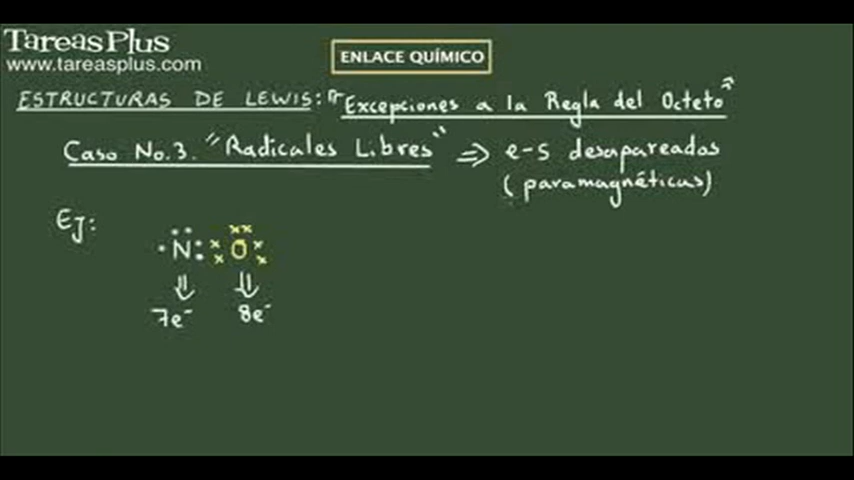 TareasPlus
www.tareasplus.com
ENLACE QUÍMICO
ESTRUCTURAS DE LEWIS: "Excepciones a la Regla del Octeto"
Caso No.3. "Radicales Libres" ⇒ e-s desapareados
(paramagnéticas)
Ej:
N O
7e⁻ 8e⁻